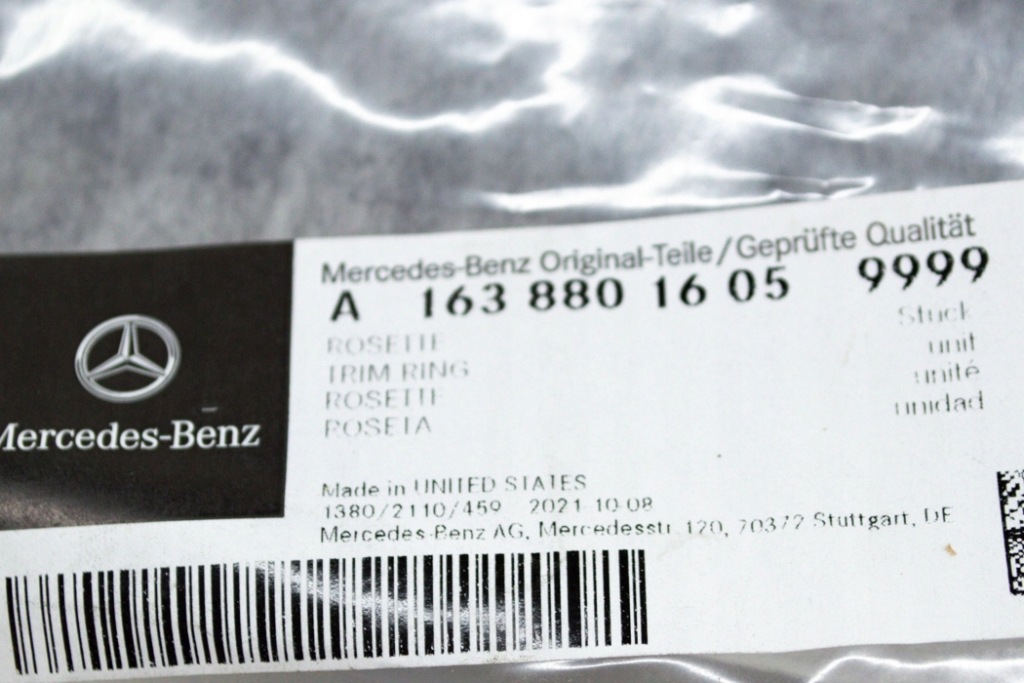 Mercedes-Benz Original-Teile/Geprüfte Qualität
A 163 880 16 05 9999
ROSETTE Stück
TRIM RING unit
ROSETTE unité
ROSETA unidad
Mercedes-Benz
Made in UNITED STATES
1380/2110/459 2021-10-08
Mercedes-Benz AG, Mercedesstr. 120, 70372 Stuttgart, DE